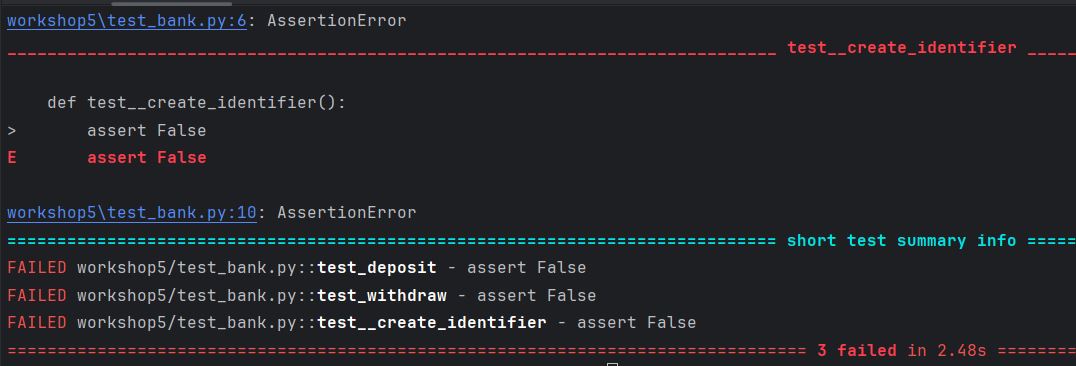 workshop5\test_bank.py:6: AssertionError
_____________________________________________________________________________ test__create_identifier _____
    def test__create_identifier():
>       assert False
E       assert False
workshop5\test_bank.py:10: AssertionError
============================================================================= short test summary info =====
FAILED workshop5/test_bank.py::test_deposit - assert False
FAILED workshop5/test_bank.py::test_withdraw - assert False
FAILED workshop5/test_bank.py::test__create_identifier - assert False
================================================================================ 3 failed in 2.48s ========